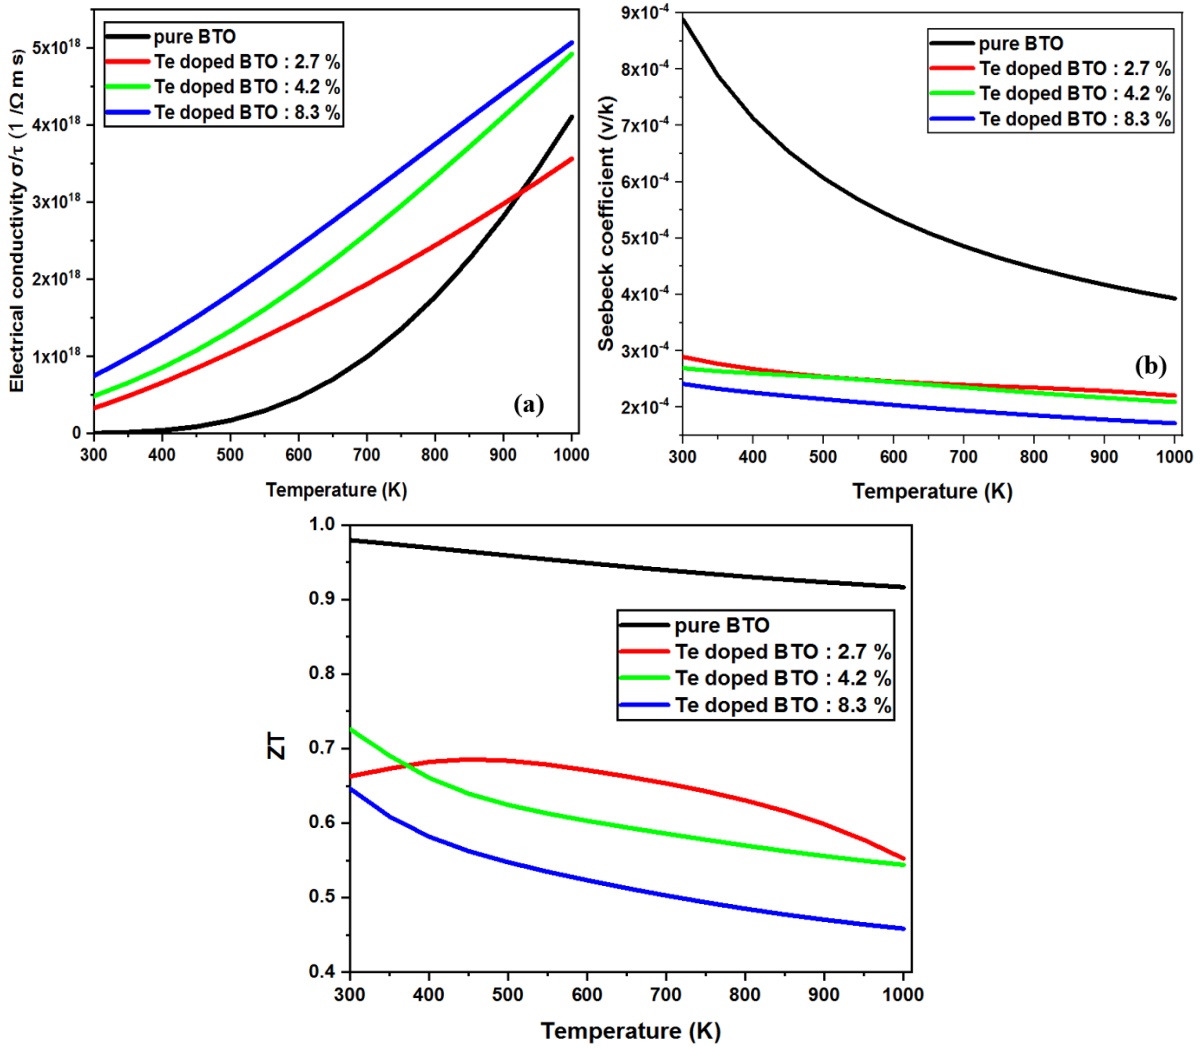 Electrical conductivity σ/τ (1 /Ω m s)
5x10¹⁸
4x10¹⁸
3x10¹⁸
2x10¹⁸
1x10¹⁸
0
pure BTO
Te doped BTO : 2.7 %
Te doped BTO : 4.2 %
Te doped BTO : 8.3 %
(a)
300 400 500 600 700 800 900 1000
Temperature (K)
Seebeck coefficient (v/k)
9x10⁻⁴
8x10⁻⁴
7x10⁻⁴
6x10⁻⁴
5x10⁻⁴
4x10⁻⁴
3x10⁻⁴
2x10⁻⁴
pure BTO
Te doped BTO : 2.7 %
Te doped BTO : 4.2 %
Te doped BTO : 8.3 %
(b)
300 400 500 600 700 800 900 1000
Temperature (K)
ZT
1.0
0.9
0.8
0.7
0.6
0.5
0.4
pure BTO
Te doped BTO : 2.7 %
Te doped BTO : 4.2 %
Te doped BTO : 8.3 %
300 400 500 600 700 800 900 1000
Temperature (K)